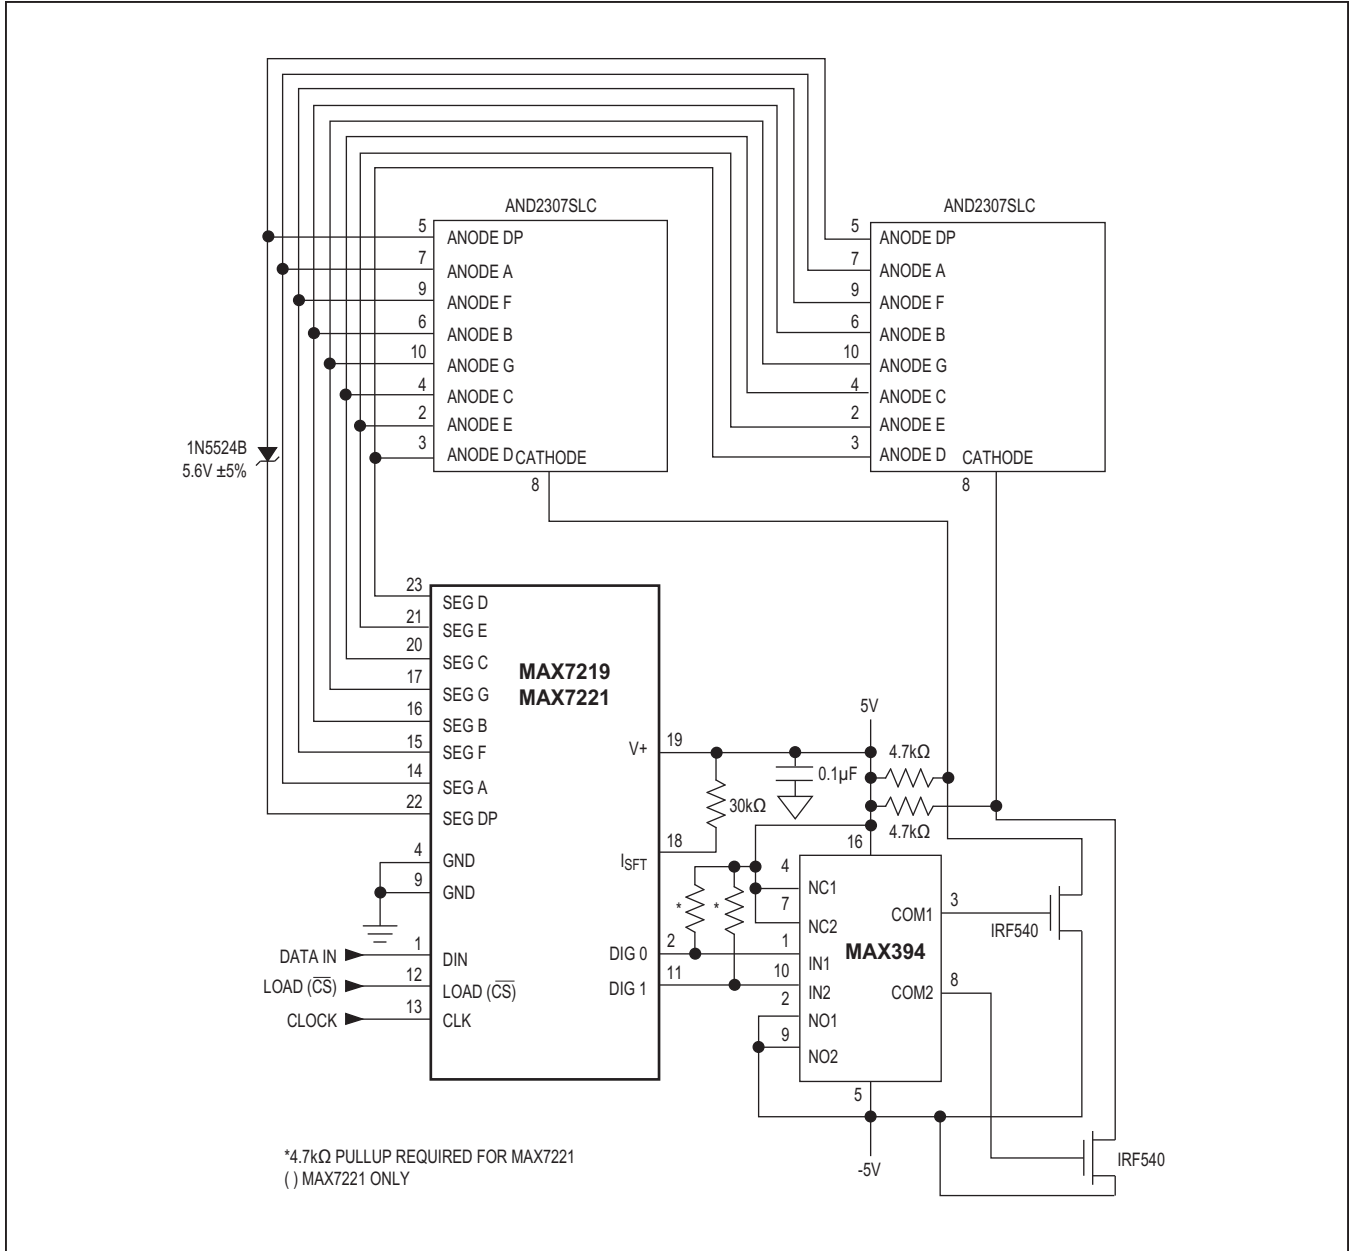 AND2307SLC
5
ANODE DP
7
ANODE A
9
ANODE F
6
ANODE B
10
ANODE G
4
ANODE C
2
ANODE E
3
ANODE D
CATHODE
8
AND2307SLC
5
ANODE DP
7
ANODE A
9
ANODE F
6
ANODE B
10
ANODE G
4
ANODE C
2
ANODE E
3
ANODE D
CATHODE
8
1N5524B
5.6V ±5%
MAX7219
MAX7221
23
SEG D
21
SEG E
20
SEG C
17
SEG G
16
SEG B
15
SEG F
14
SEG A
22
SEG DP
4
GND
9
GND
DATA IN
1
DIN
LOAD (C̅S̅)
12
LOAD (C̅S̅)
CLOCK
13
CLK
V+
19
ISFT
18
DIG 0
2
DIG 1
11
30kΩ
0.1µF
5V
4.7kΩ
4.7kΩ
*
*
MAX394
16
4
NC1
7
NC2
1
IN1
10
IN2
2
NO1
9
NO2
COM1
3
COM2
8
5
-5V
IRF540
IRF540
*4.7kΩ PULLUP REQUIRED FOR MAX7221
( ) MAX7221 ONLY